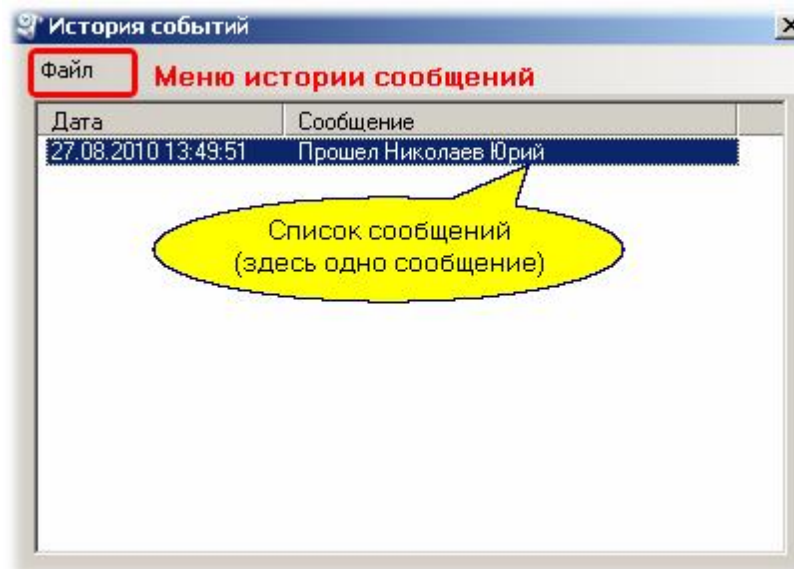 История событий
Файл
Меню истории сообщений
Дата Сообщение
27.08.2010 13:49:51 Прошел Николаев Юрий
Список сообщений
(здесь одно сообщение)